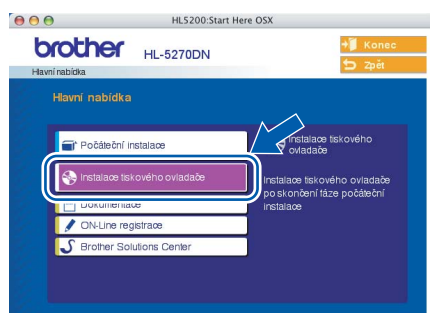 HL5200:Start Here OSX
brother
HL-5270DN
Konec
Zpět
Hlavní nabídka
Hlavní nabídka
Počáteční instalace
Instalace tiskového ovladače
Dokumentace
ON-Line registrace
Brother Solutions Center
Instalace tiskového
ovladače
Instalace tiskového ovladače
po skončení fáze počáteční
instalace